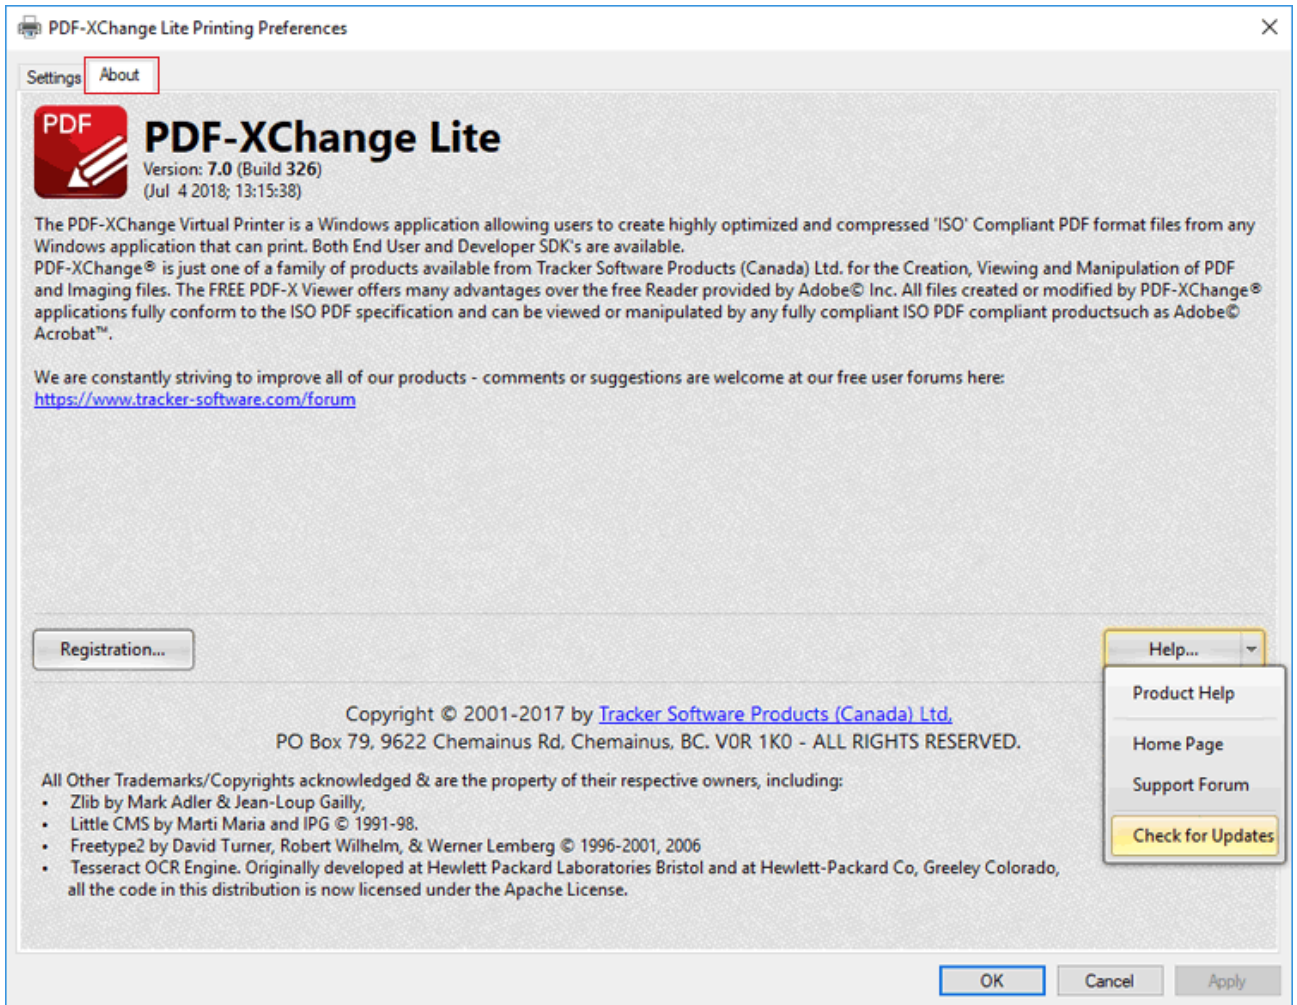 PDF-XChange Lite Printing Preferences
Settings
About
PDF
PDF-XChange Lite
Version: 7.0 (Build 326)
(Jul 4 2018; 13:15:38)
The PDF-XChange Virtual Printer is a Windows application allowing users to create highly optimized and compressed 'ISO' Compliant PDF format files from any
Windows application that can print. Both End User and Developer SDK's are available.
PDF-XChange® is just one of a family of products available from Tracker Software Products (Canada) Ltd. for the Creation, Viewing and Manipulation of PDF
and Imaging files. The FREE PDF-X Viewer offers many advantages over the free Reader provided by Adobe© Inc. All files created or modified by PDF-XChange®
applications fully conform to the ISO PDF specification and can be viewed or manipulated by any fully compliant ISO PDF compliant productsuch as Adobe©
Acrobat™.
We are constantly striving to improve all of our products - comments or suggestions are welcome at our free user forums here:
https://www.tracker-software.com/forum
Registration...
Help...
Product Help
Home Page
Support Forum
Check for Updates
Copyright © 2001-2017 by Tracker Software Products (Canada) Ltd.
PO Box 79, 9622 Chemainus Rd, Chemainus, BC. V0R 1K0 - ALL RIGHTS RESERVED.
All Other Trademarks/Copyrights acknowledged & are the property of their respective owners, including:
• Zlib by Mark Adler & Jean-Loup Gailly,
• Little CMS by Marti Maria and IPG © 1991-98.
• Freetype2 by David Turner, Robert Wilhelm, & Werner Lemberg © 1996-2001, 2006
• Tesseract OCR Engine. Originally developed at Hewlett Packard Laboratories Bristol and at Hewlett-Packard Co, Greeley Colorado,
all the code in this distribution is now licensed under the Apache License.
OK
Cancel
Apply